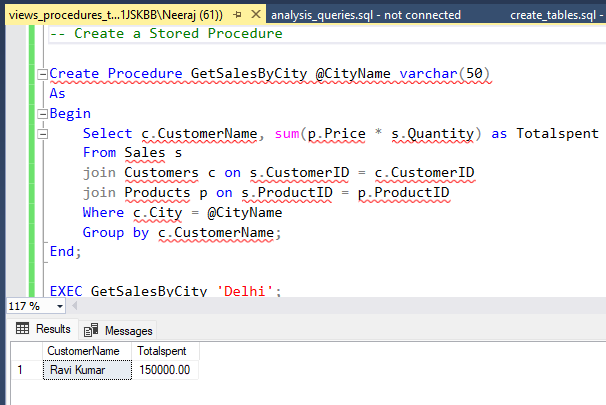 views_procedures_t...1JSKBB\Neeraj (61))
analysis_queries.sql - not connected
create_tables.sql -
-- Create a Stored Procedure
Create Procedure GetSalesByCity @CityName varchar(50)
As
Begin
Select c.CustomerName, sum(p.Price * s.Quantity) as Totalspent
From Sales s
join Customers c on s.CustomerID = c.CustomerID
join Products p on s.ProductID = p.ProductID
Where c.City = @CityName
Group by c.CustomerName;
End;
EXEC GetSalesByCity 'Delhi';
117 %
Results Messages
CustomerName Totalspent
1 Ravi Kumar 150000.00